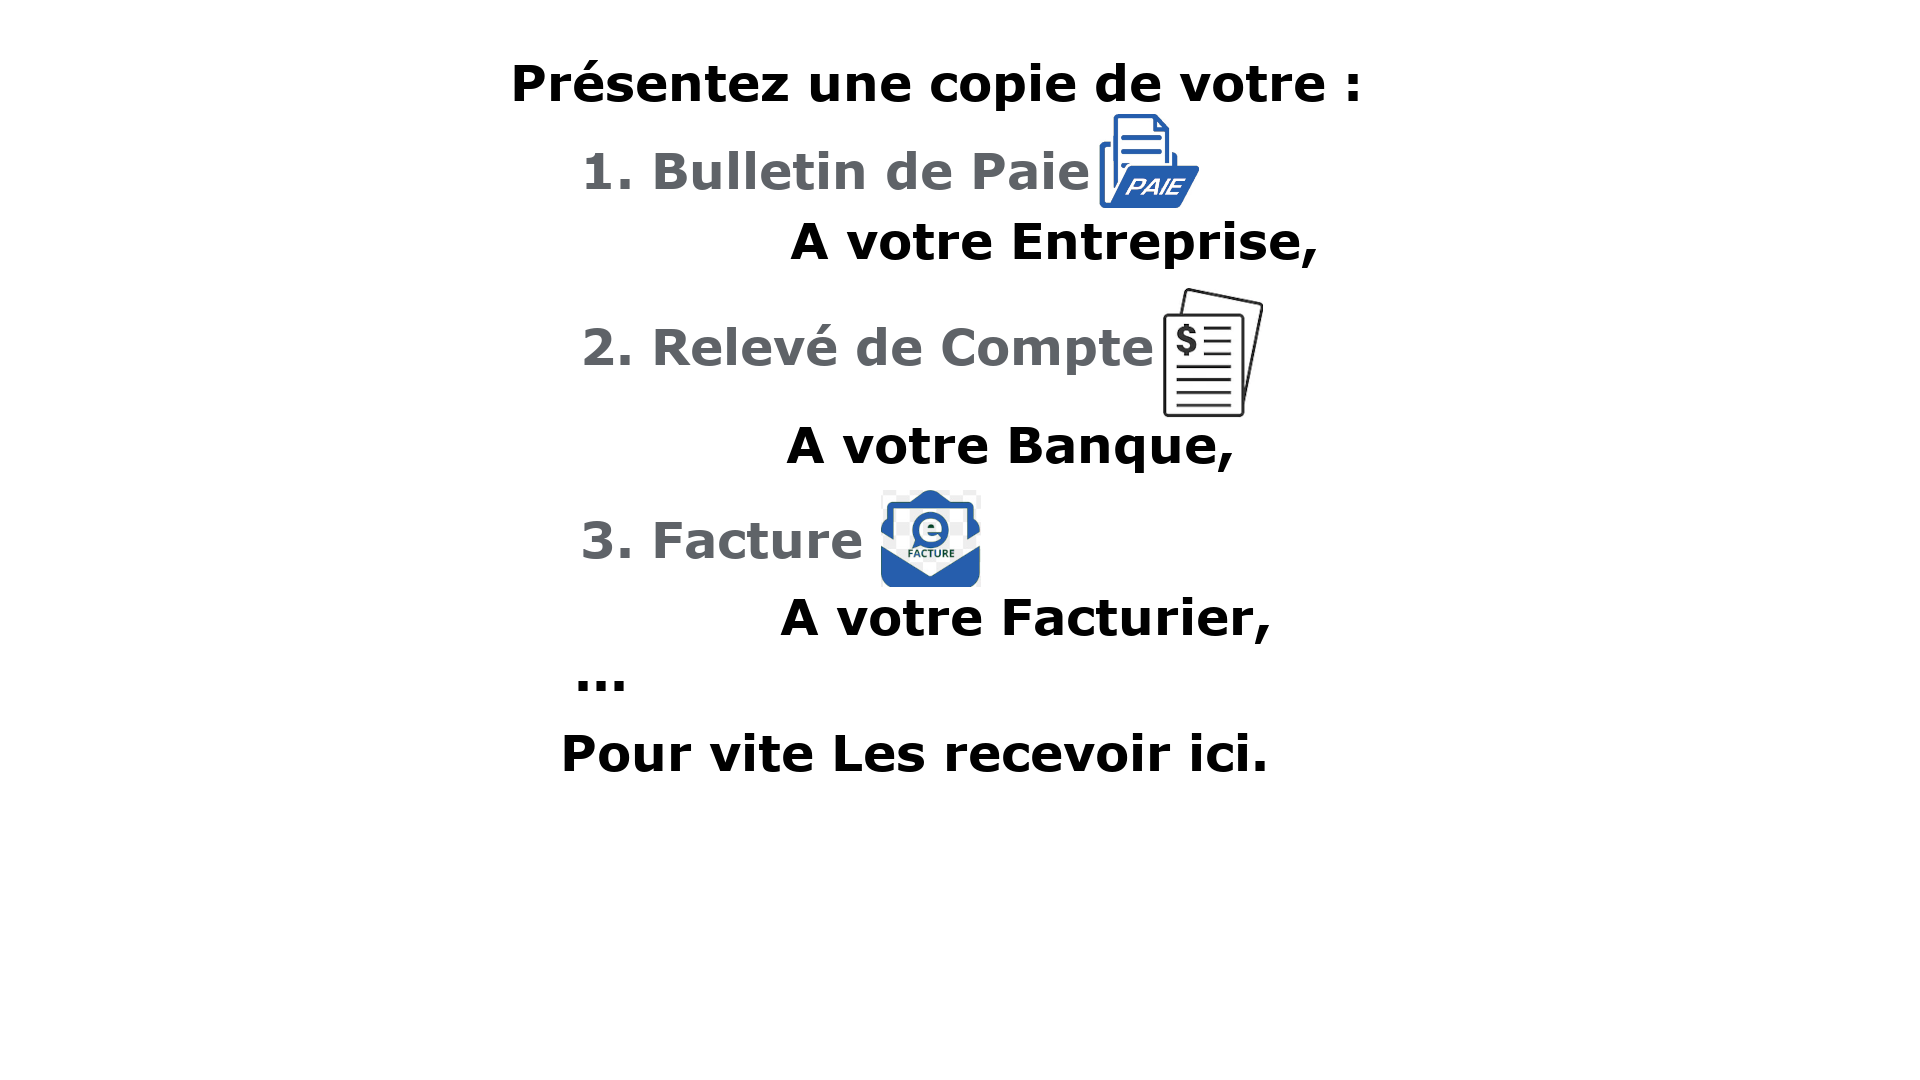 Présentez une copie de votre :
1. Bulletin de Paie
PAIE
A votre Entreprise,
2. Relevé de Compte
$
A votre Banque,
3. Facture
e
FACTURE
A votre Facturier,
...
Pour vite Les recevoir ici.